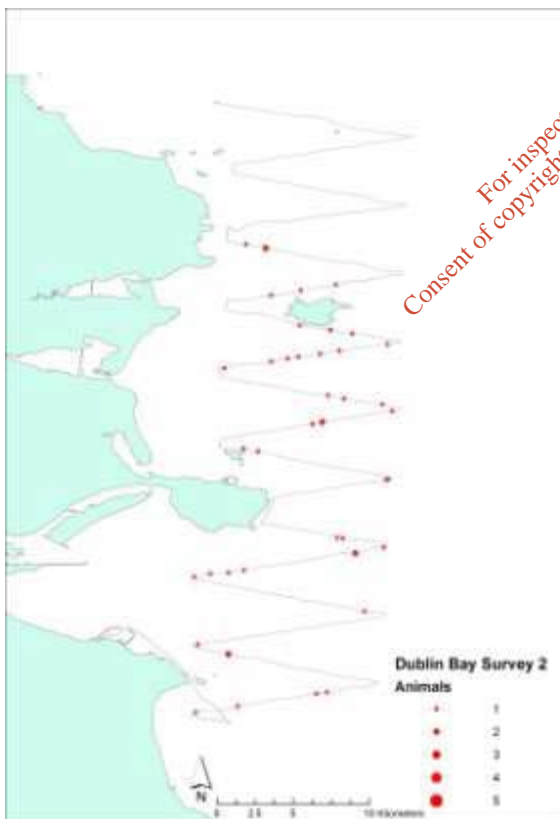 For inspec
Consent of copyright
Dublin Bay Survey 2
Animals
1
2
3
4
5
N
0 2.5 5 10 Kilometers